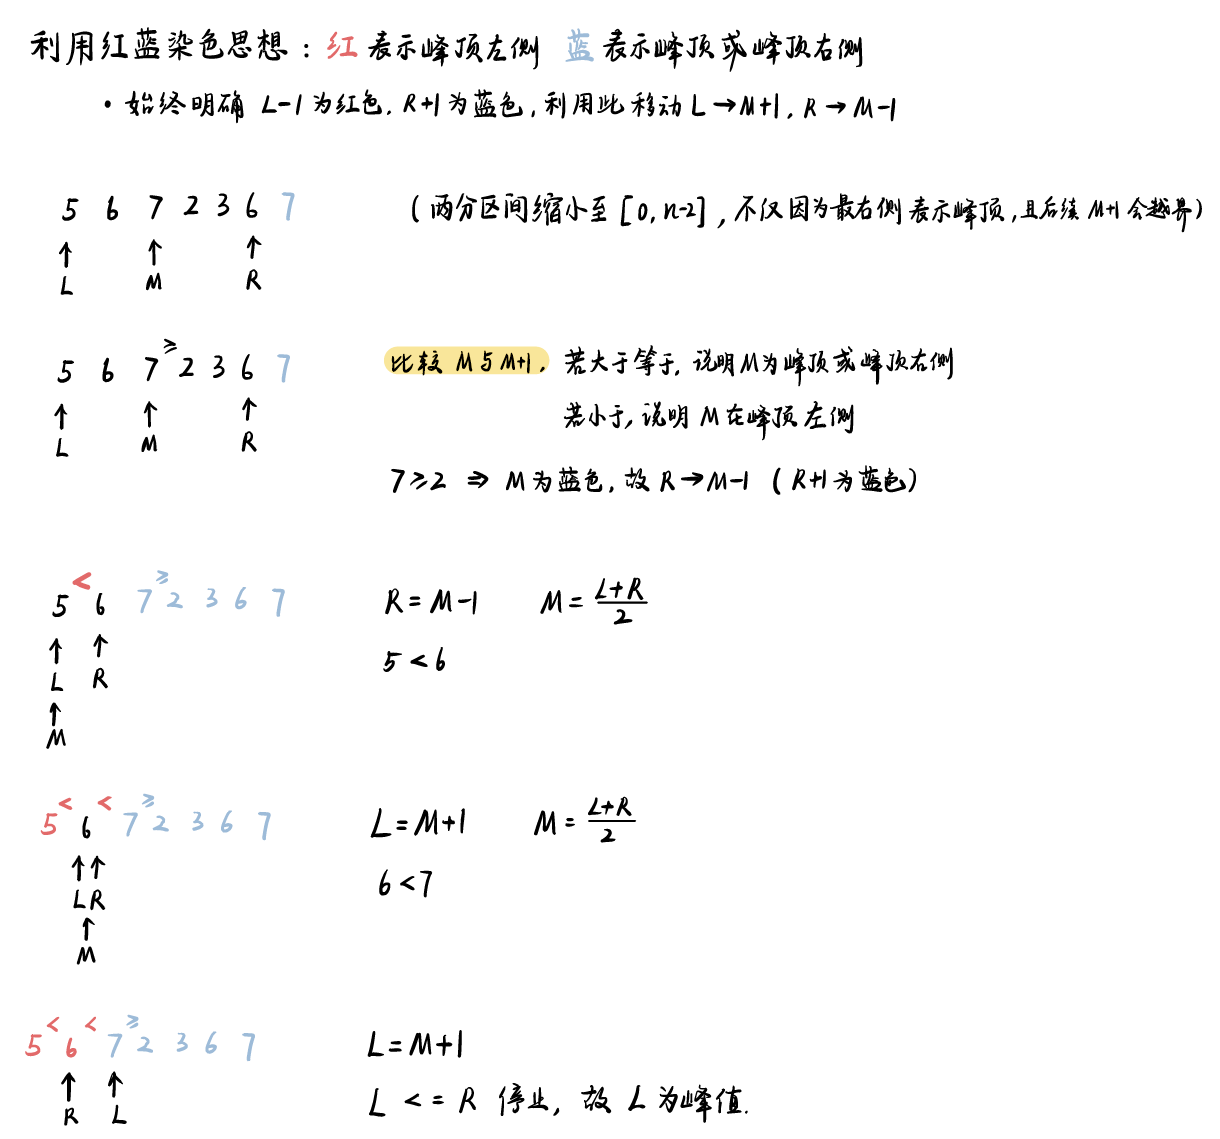 利用红蓝染色思想：红 表示峰顶左侧 蓝 表示峰顶或峰顶右侧
• 始终明确 L-1 为红色，R+1 为蓝色，利用此移动 L → M+1，R → M-1
5 6 7 2 3 6 7 （两分区间缩小至 [0, n-2]，不仅因为最右侧表示峰顶，且后续 M+1 会越界）
↑ ↑ ↑
L M R
5 6 7 ≥ 2 3 6 7 比较 M 与 M+1，若大于等于，说明M为峰顶或峰顶右侧
↑ ↑ ↑ 若小于，说明 M 在峰顶左侧
L M R
7≥2 ⇒ M 为蓝色，故 R → M-1 （R+1 为蓝色）
5 < 6 7 ≥ 2 3 6 7 R = M-1 M = L+R/2
↑ ↑ 5 < 6
L R
↑
M
5 < 6 < 7 ≥ 2 3 6 7 L = M+1 M = L+R/2
↑↑ 6 < 7
L R
↑
M
5 < 6 < 7 ≥ 2 3 6 7 L = M+1
↑ ↑ L <= R 停止，故 L 为峰值.
R L